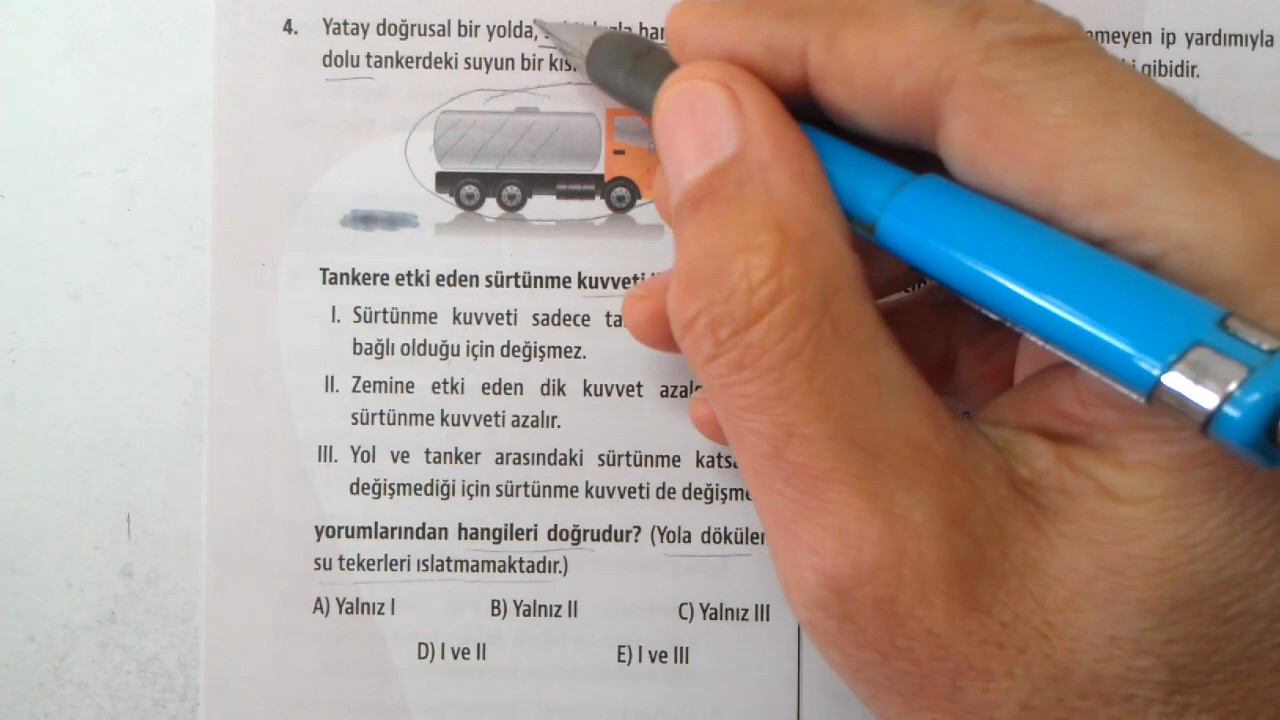 4. Yatay doğrusal bir yolda,
dolu tankerdeki suyun bir
Tankere etki eden sürtünme kuvveti
I. Sürtünme kuvveti sadece
bağlı olduğu için değişmez.
II. Zemine etki eden dik kuvvet
sürtünme kuvveti azalır.
III. Yol ve tanker arasındaki sürtünme
değişmediği için sürtünme kuvveti de
yorumlarından hangileri doğrudur? (Yola
su tekerleri ıslatmamaktadır.)
A) Yalnız I B) Yalnız II C) Yalnız III
D) I ve II E) I ve III
ip yardımıyla
gibidir.